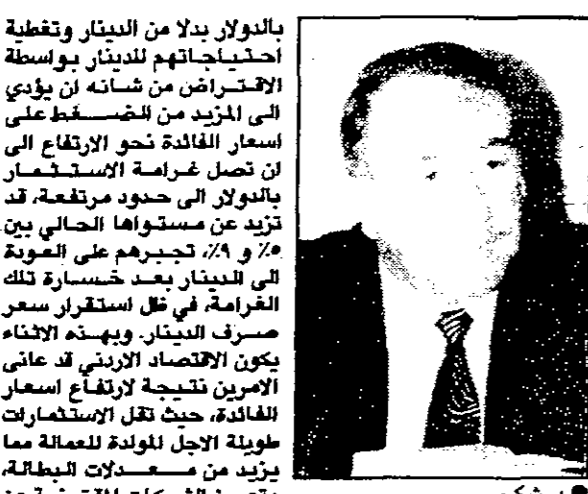 بالدولار بدلا من الدينار وتغطية
احتياجاتهم للدينار بواسطة
الاقتراض من شانه ان يؤدي
الى المزيد من الضغط على
اسعار الفائدة نحو الارتفاع الى
ان تصل غرامة الاستثمار
بالدولار الى حدود مرتفعة، قد
تزيد عن مستواها الحالي بين
٥٪ و ٩٪، تجبرهم على العودة
الى الدينار بعد خسارة تلك
الغرامة، في ظل استقرار سعر
صرف الدينار. وبهذه الاثناء
يكون الاقتصاد الاردني قد عانى
الامرين نتيجة لارتفاع اسعار
الفائدة، حيث تقل الاستثمارات
طويلة الاجل المولدة للعمالة مما
يزيد من معدلات البطالة،